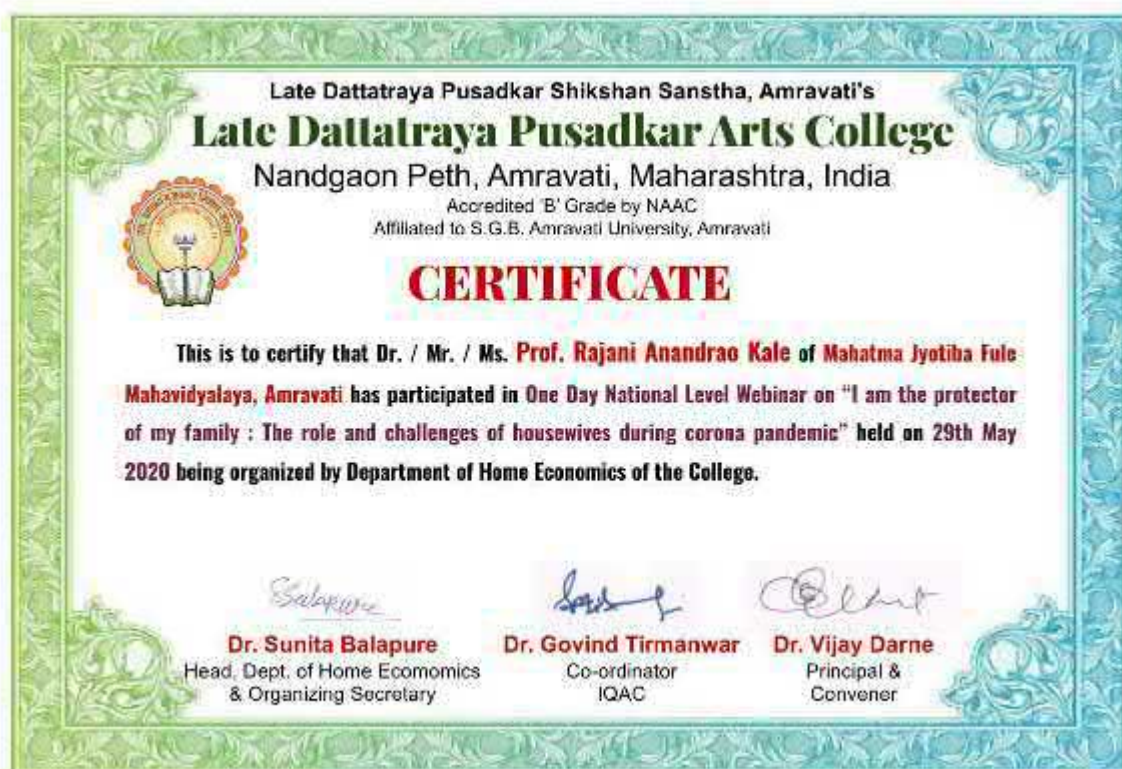 Late Dattatraya Pusadkar Shikshan Sanstha, Amravati's
Late Dattatraya Pusadkar Arts College
Nandgaon Peth, Amravati, Maharashtra, India
Accredited 'B' Grade by NAAC
Affiliated to S.G.B. Amravati University, Amravati
CERTIFICATE
This is to certify that Dr. / Mr. / Ms. Prof. Rajani Anandrao Kale of Mahatma Jyotiba Fule
Mahavidyalaya, Amravati has participated in One Day National Level Webinar on "I am the protector
of my family : The role and challenges of housewives during corona pandemic" held on 29th May
2020 being organized by Department of Home Economics of the College.
Dr. Sunita Balapure
Head, Dept. of Home Ecomomics
& Organizing Secretary
Dr. Govind Tirmanwar
Co-ordinator
IQAC
Dr. Vijay Darne
Principal &
Convener